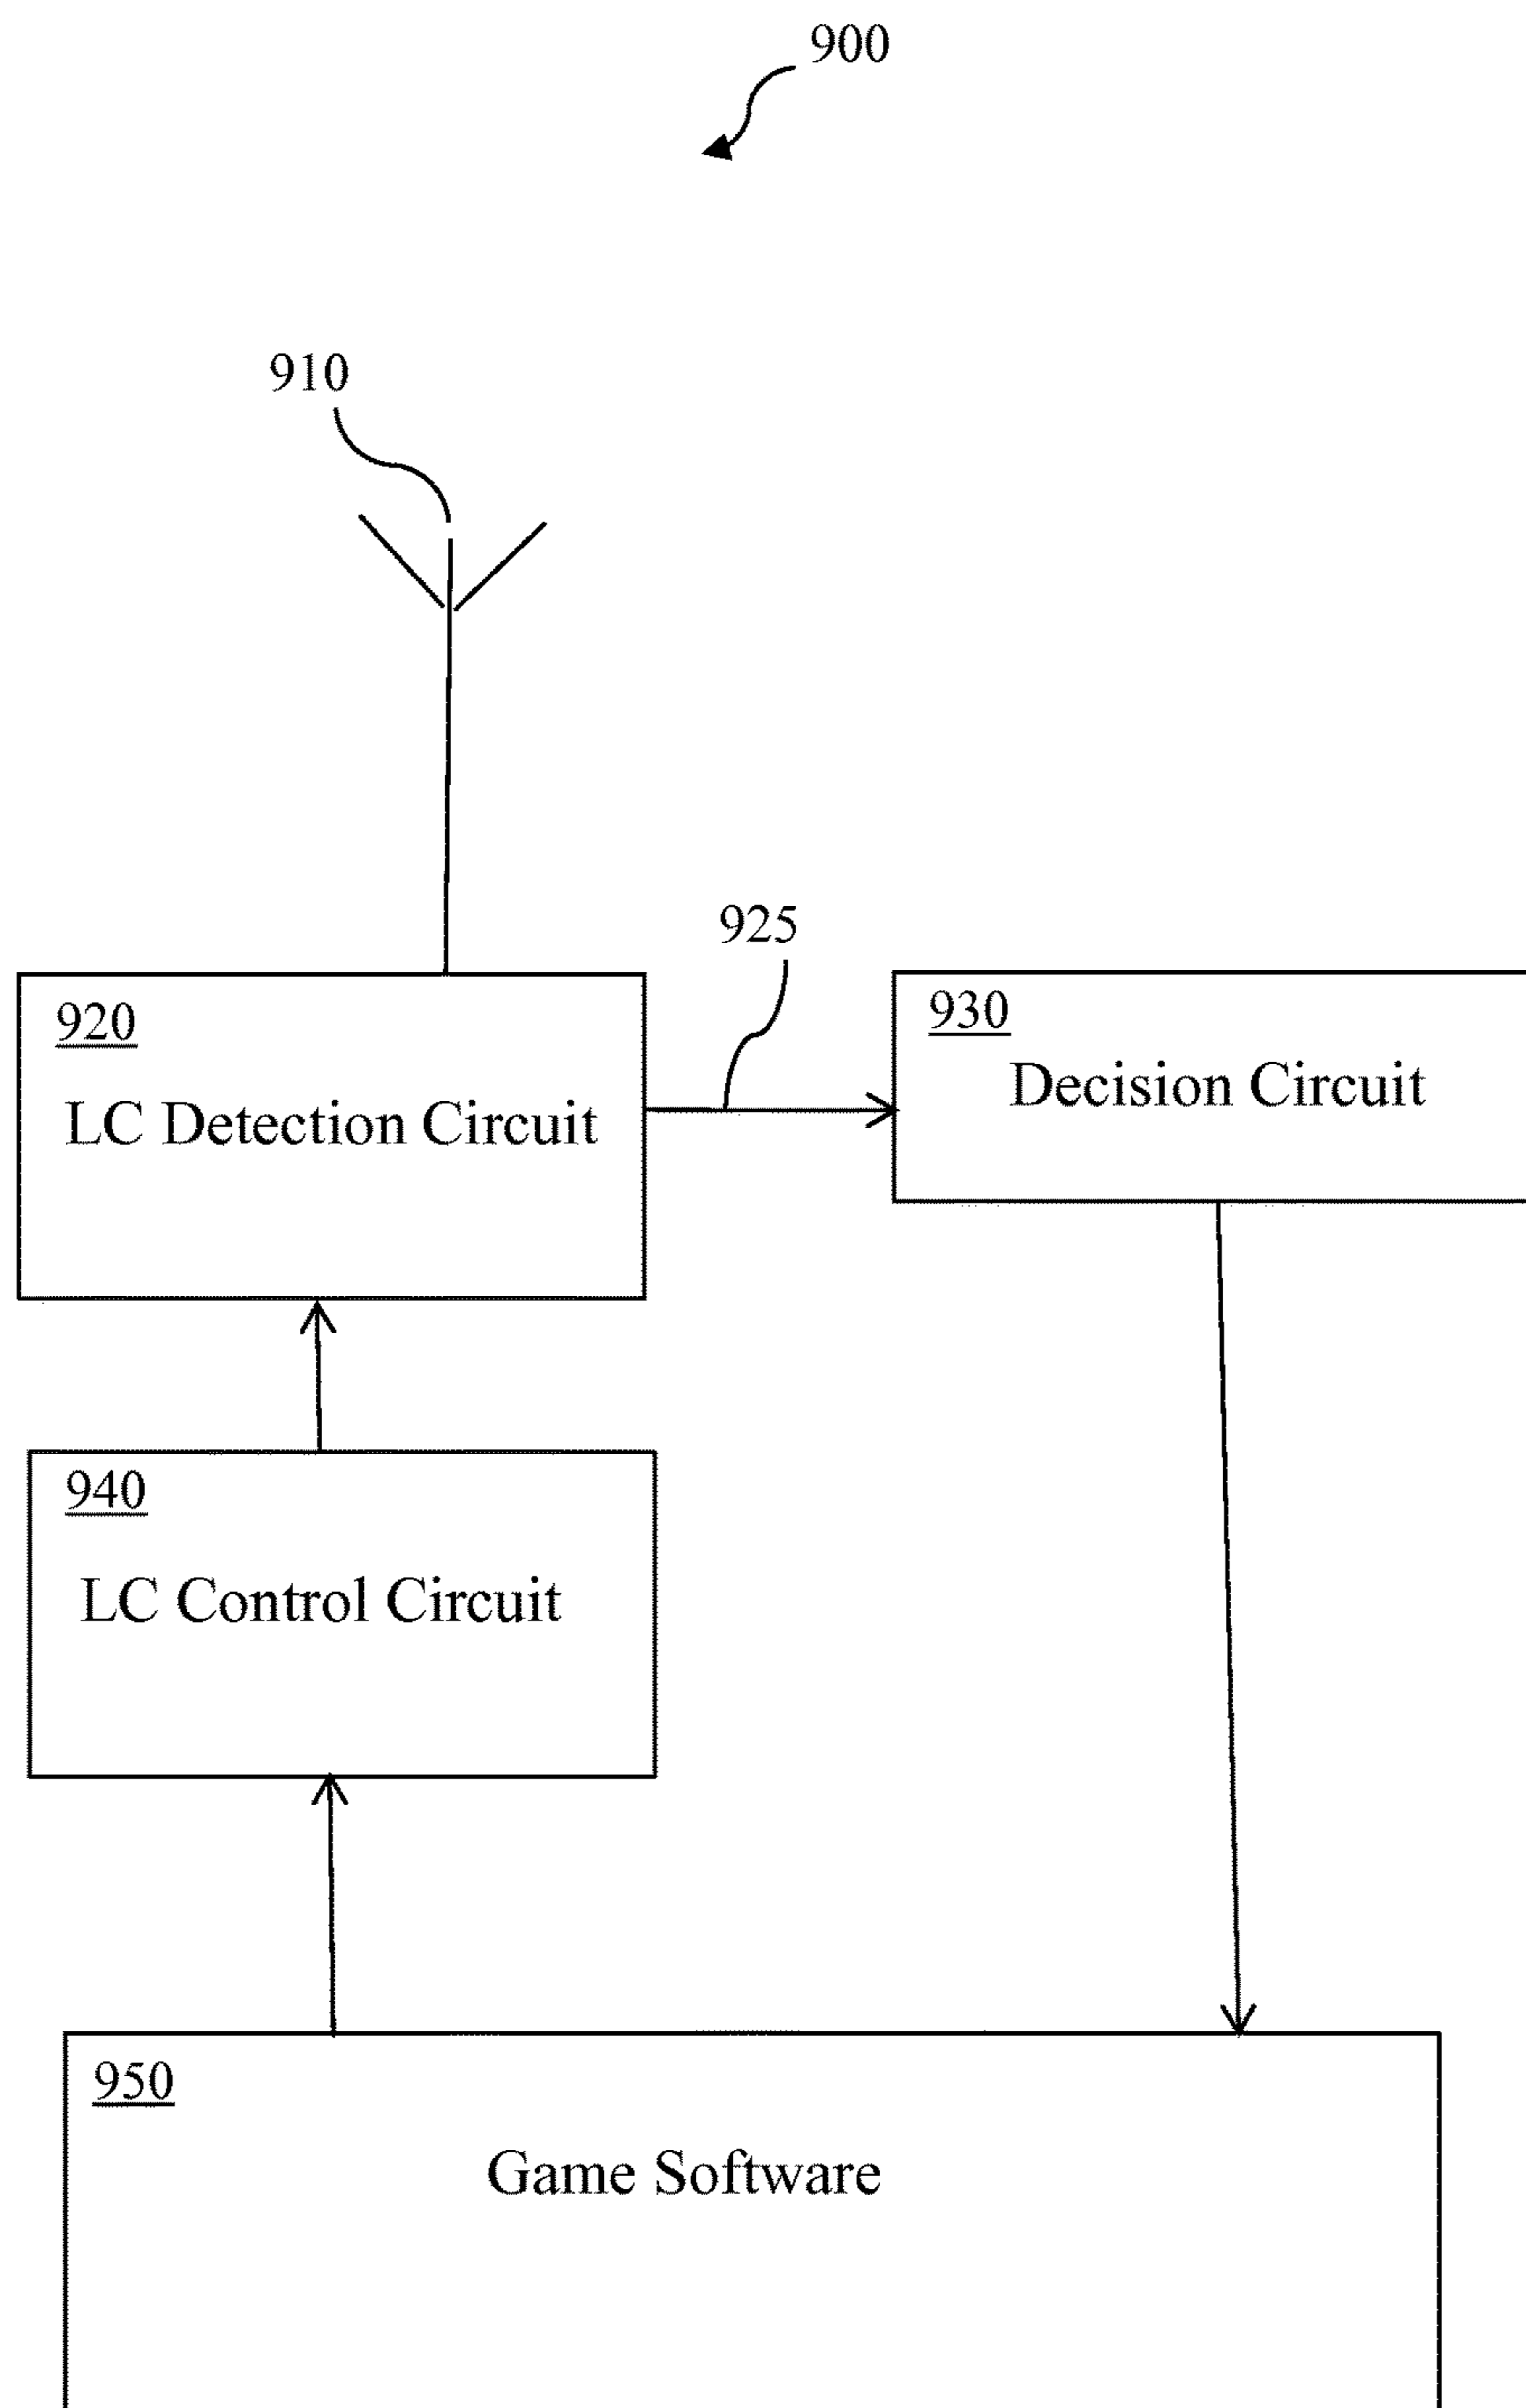 900
910
925
920
LC Detection Circuit
930
Decision Circuit
940
LC Control Circuit
950
Game Software